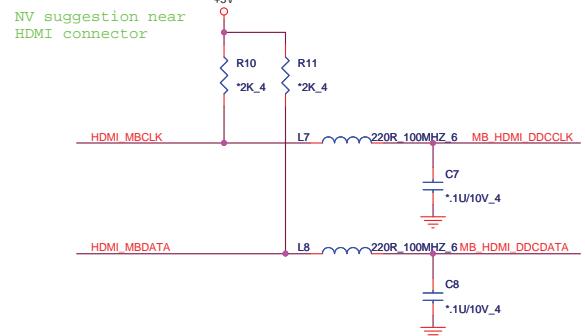 +5V
NV suggestion near
HDMI connector
R10
R11
*2K_4
*2K_4
HDMI_MBCLK
L7
220R_100MHZ_6
MB_HDMI_DDCCLK
C7
*.1U/10V_4
HDMI_MBDATA
L8
220R_100MHZ_6
MB_HDMI_DDCDATA
C8
*.1U/10V_4